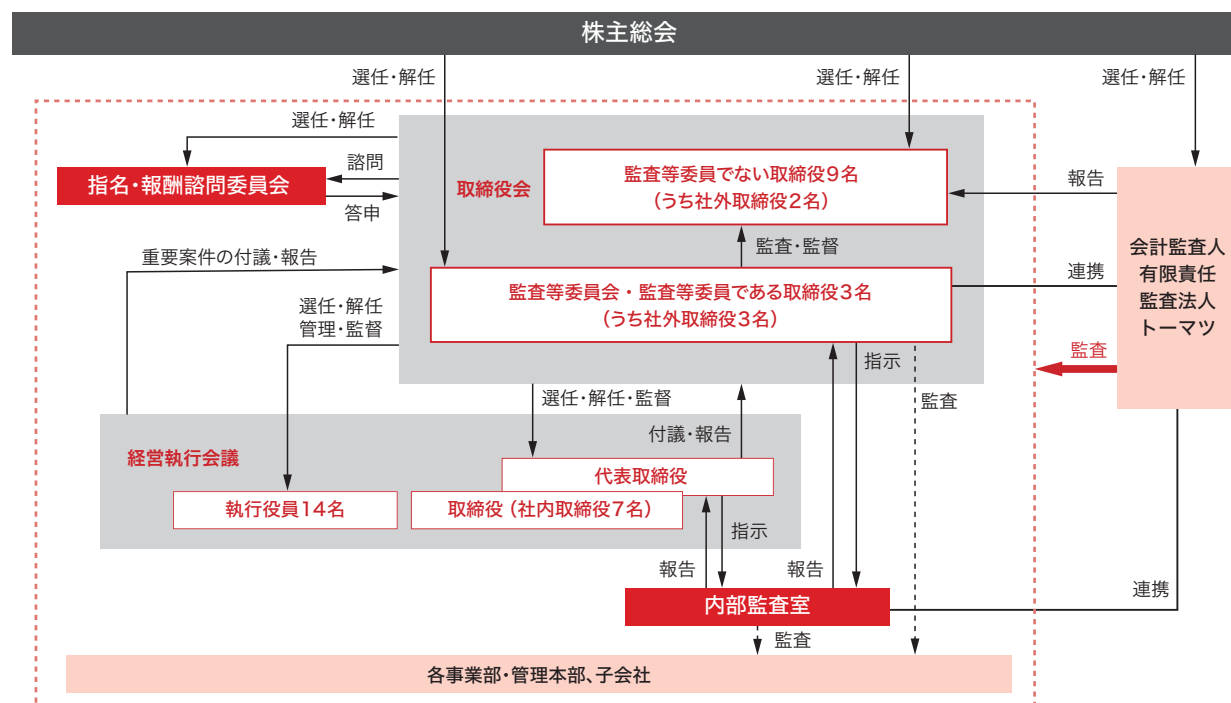 株主総会
選任・解任
選任・解任
選任・解任
選任・解任
諮問
指名・報酬諮問委員会
答申
取締役会
監査等委員でない取締役9名
(うち社外取締役2名)
報告
監査・監督
重要案件の付議・報告
監査等委員会・監査等委員である取締役3名
(うち社外取締役3名)
連携
会計監査人
有限責任
監査法人
トーマツ
選任・解任
管理・監督
指示
監査
監査
選任・解任・監督
付議・報告
経営執行会議
代表取締役
執行役員14名
取締役(社内取締役7名)
指示
報告
報告
内部監査室
連携
監査
各事業部・管理本部、子会社